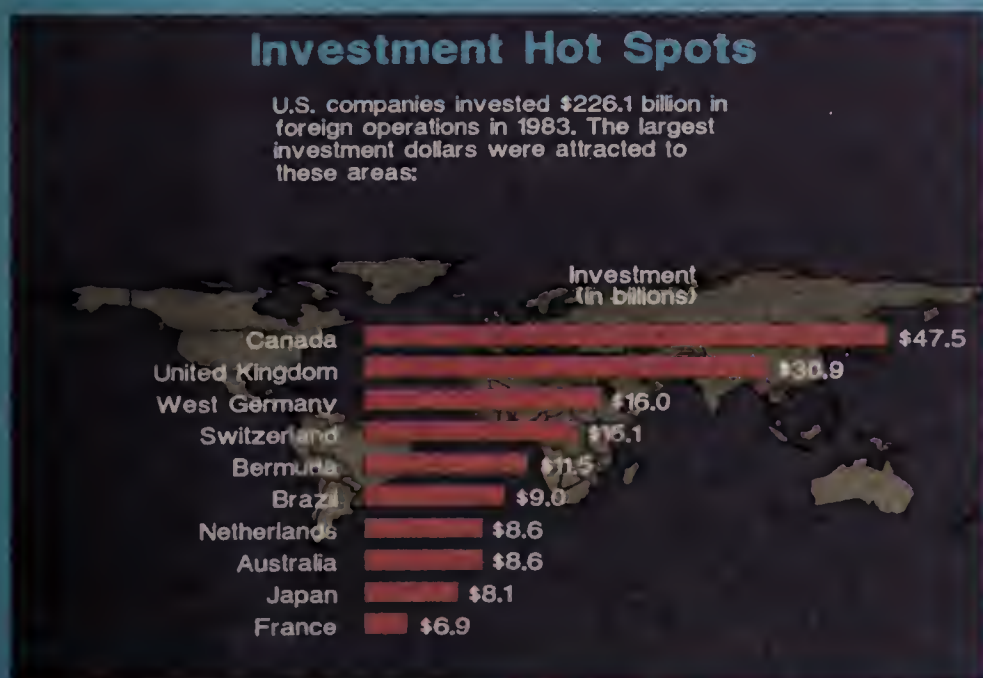 Investment Hot Spots
U.S. companies invested $226.1 billion in
foreign operations in 1983. The largest
investment dollars were attracted to
these areas:
Investment
(in billions)
Canada $47.5
United Kingdom $30.9
West Germany $16.0
Switzerland $15.1
Bermuda $11.5
Brazil $9.0
Netherlands $8.6
Australia $8.6
Japan $8.1
France $6.9